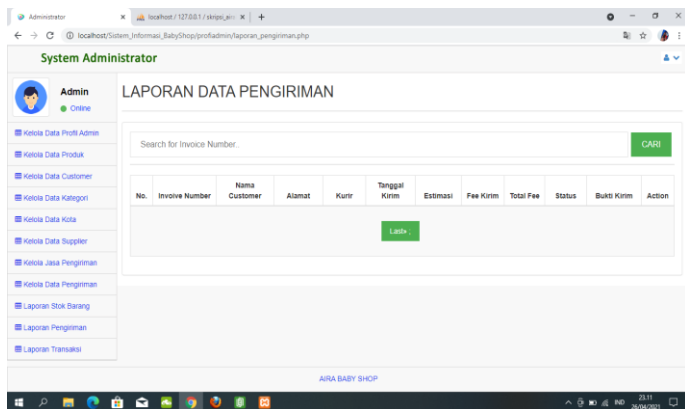 Administrator
localhost / 127.0.0.1 / skripsi_airo
localhost/Sistem_Informasi_BabyShop/profiadmin/laporan_pengiriman.php
System Administrator
Admin
Online
Kelola Data Profil Admin
Kelola Data Produk
Kelola Data Customer
Kelola Data Kategori
Kelola Data Kota
Kelola Data Supplier
Kelola Jasa Pengiriman
Kelola Data Pengiriman
Laporan Stok Barang
Laporan Pengiriman
Laporan Transaksi
LAPORAN DATA PENGIRIMAN
Search for Invoice Number..
CARI
No. Invoive Number Nama Customer Alamat Kurir Tanggal Kirim Estimasi Fee Kirim Total Fee Status Bukti Kirim Action
Last» ;
AIRA BABY SHOP
IND
23.11
26/04/2021